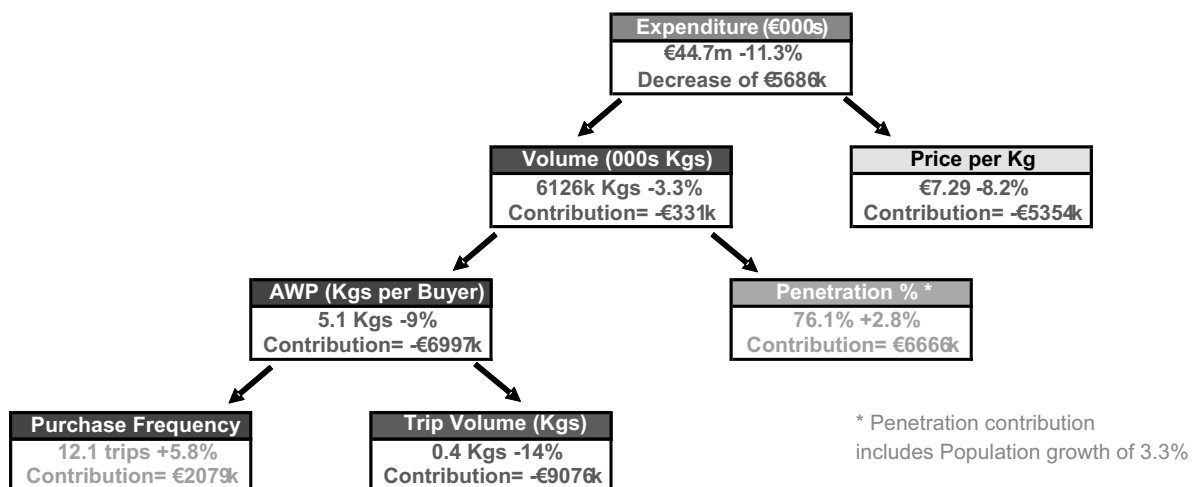 Expenditure (€000s)
€44.7m -11.3%
Decrease of €5686k
Volume (000s Kgs)
6126k Kgs -3.3%
Contribution= -€331k
Price per Kg
€7.29 -8.2%
Contribution= -€5354k
AWP (Kgs per Buyer)
5.1 Kgs -9%
Contribution= -€6997k
Penetration % *
76.1% +2.8%
Contribution= €6666k
Purchase Frequency
12.1 trips +5.8%
Contribution= €2079k
Trip Volume (Kgs)
0.4 Kgs -14%
Contribution= -€9076k
* Penetration contribution
includes Population growth of 3.3%